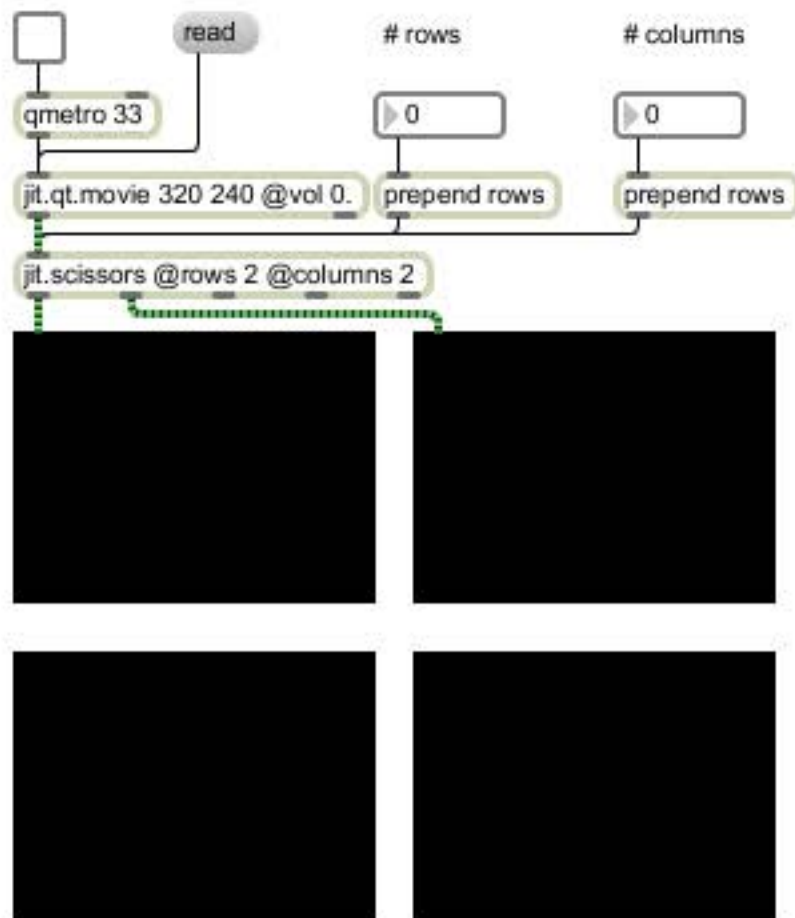 read
# rows
# columns
qmetro 33
0
0
jit.qt.movie 320 240 @vol 0.
prepend rows
prepend rows
jit.scissors @rows 2 @columns 2